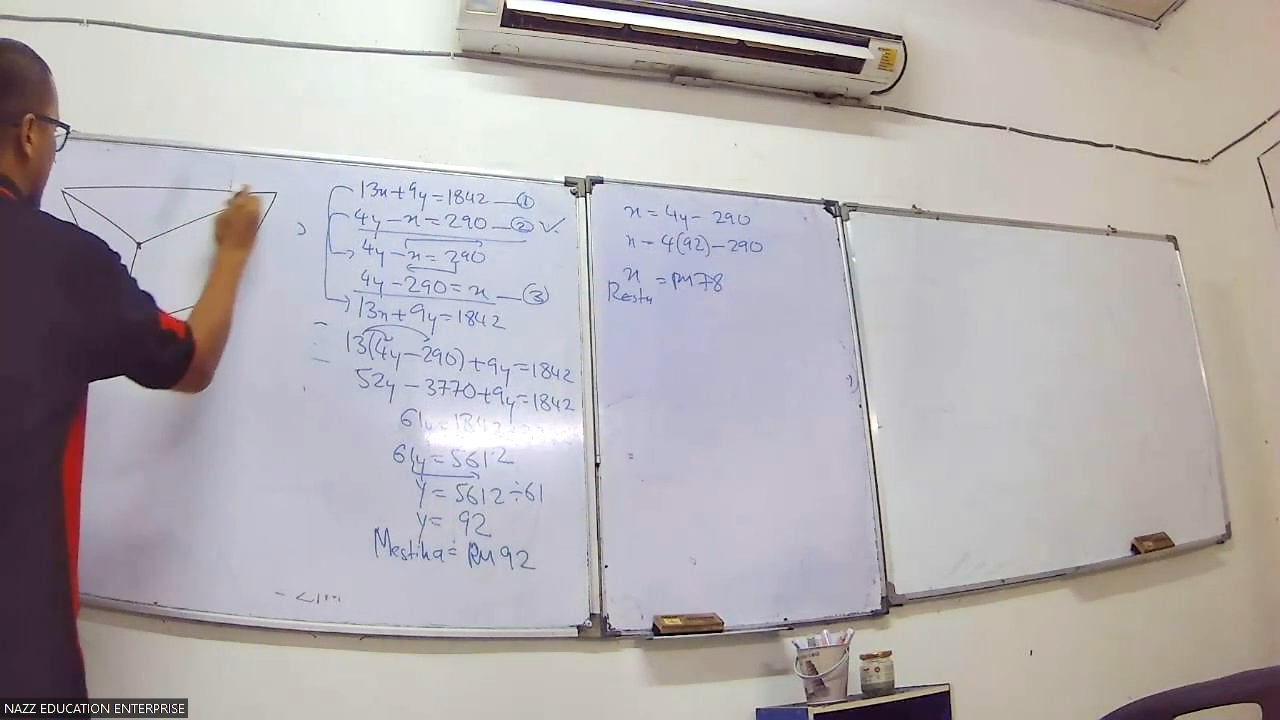 13x+9y=1842 —①
4y-x=290 —② ✓
4y-x=290
4y-290=x —③
13x+9y=1842
13(4y-290)+9y=1842
52y-3770+9y=1842
61y=1842
61y=5612
y=5612÷61
y=92
Mestika=RM92
x=4y-290
x=4(92)-290
x=RM78
Restu
NAZZ EDUCATION ENTERPRISE